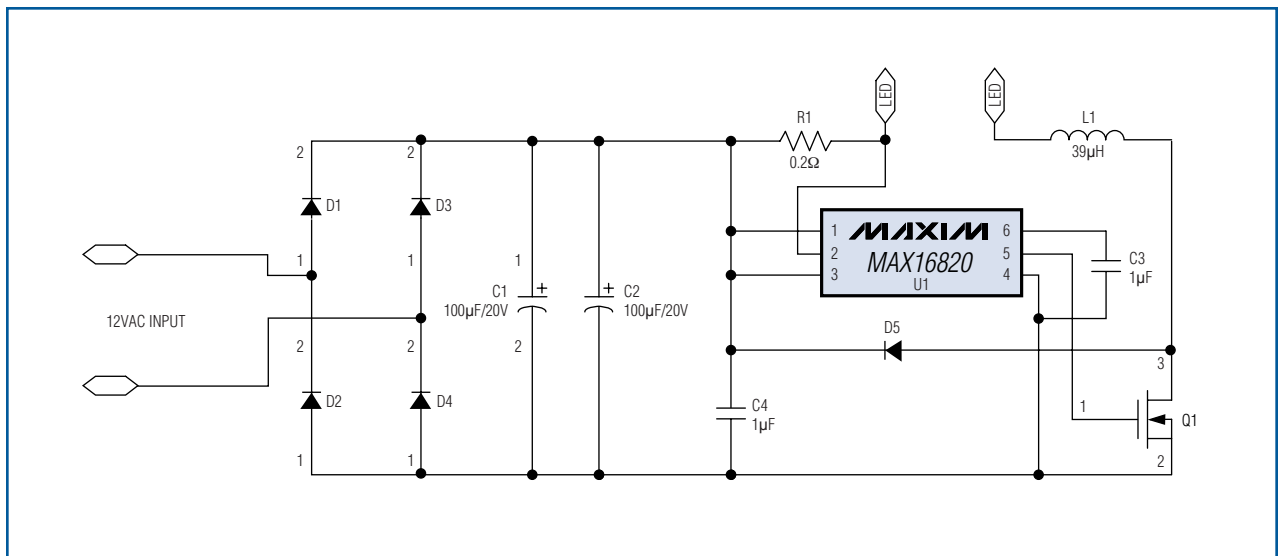 LED
LED
R1
0.2Ω
L1
39µH
2
2
D1
D3
1
1
12VAC INPUT
1
C1
100µF/20V
2
C2
100µF/20V
1
2
3
MAXIM
MAX16820
U1
6
5
4
C3
1µF
D5
3
2
2
D2
D4
1
1
C4
1µF
1
Q1
2